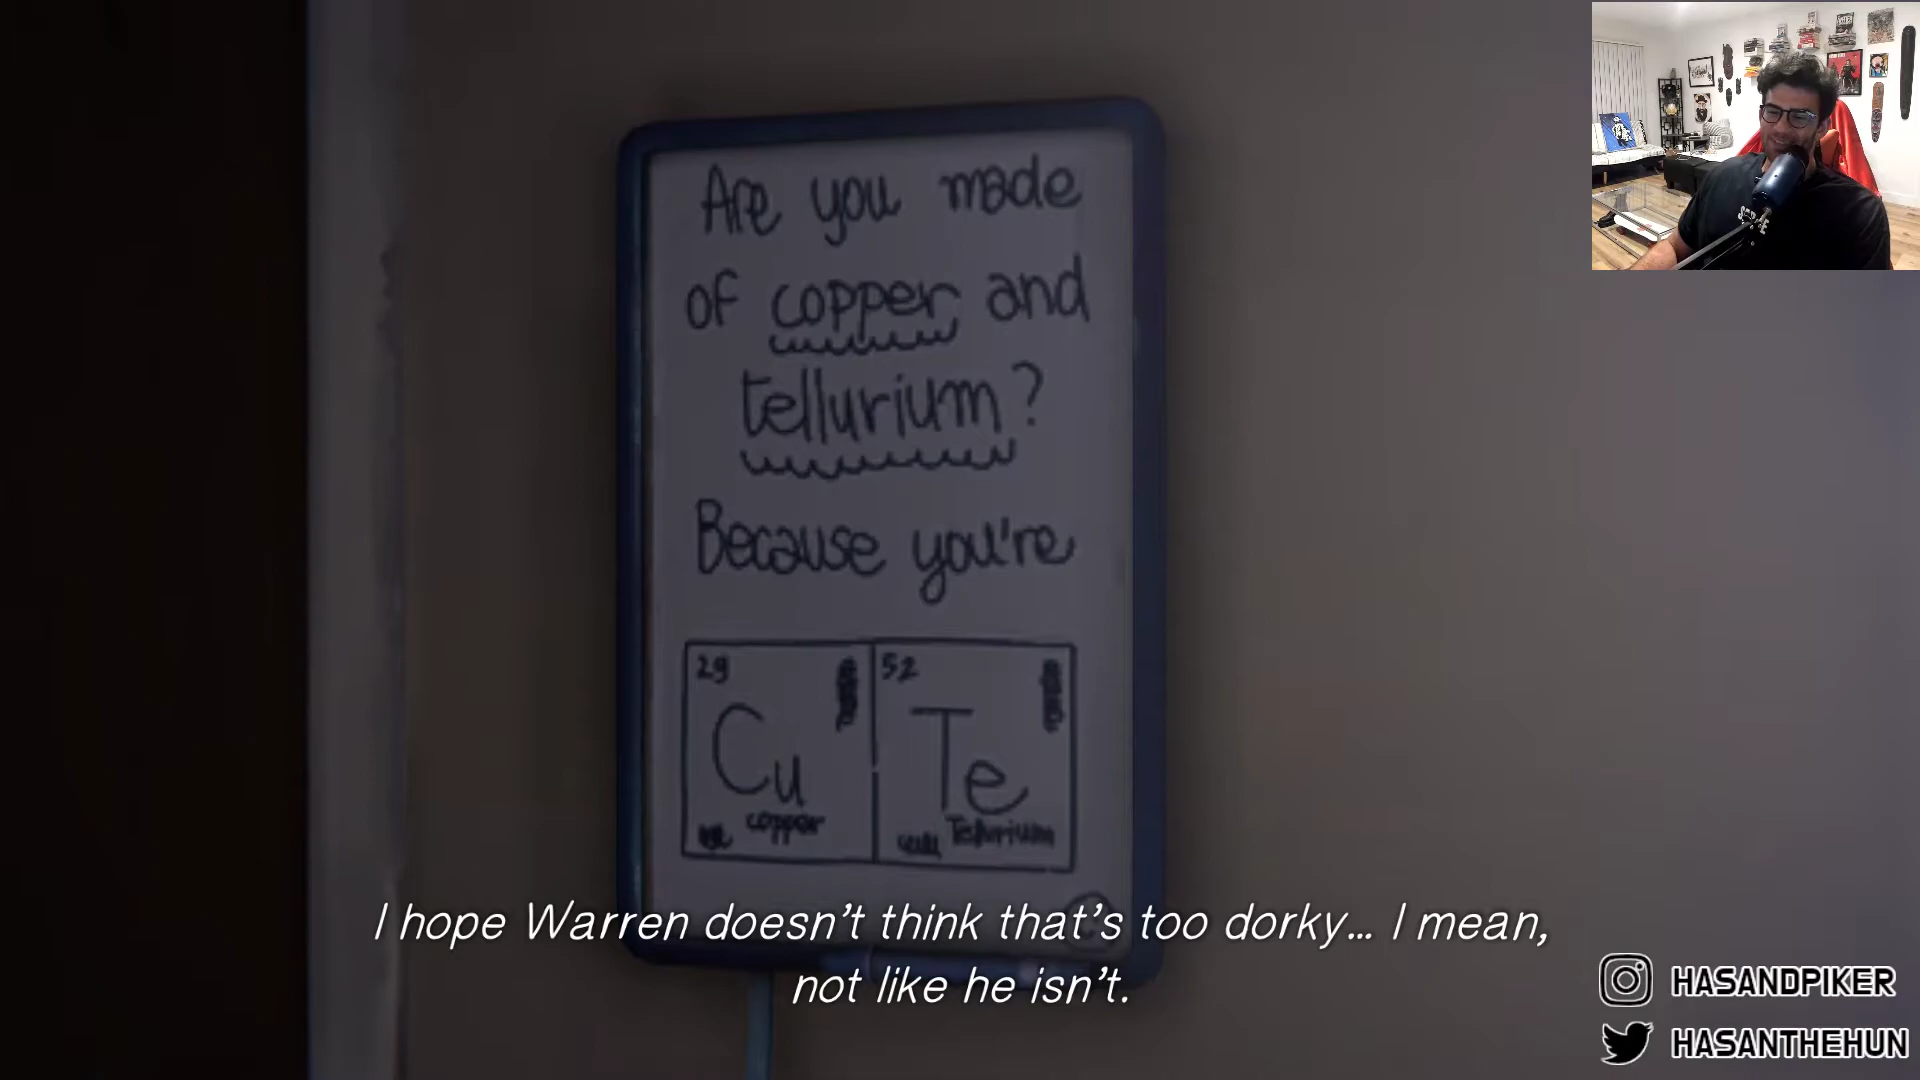 Are you made
of copper and
tellurium?
Because you're
29
52
Cu
Te
copper
Tellurium
I hope Warren doesn't think that's too dorky... I mean,
not like he isn't.
HASANDPIKER
HASANTHEHUN